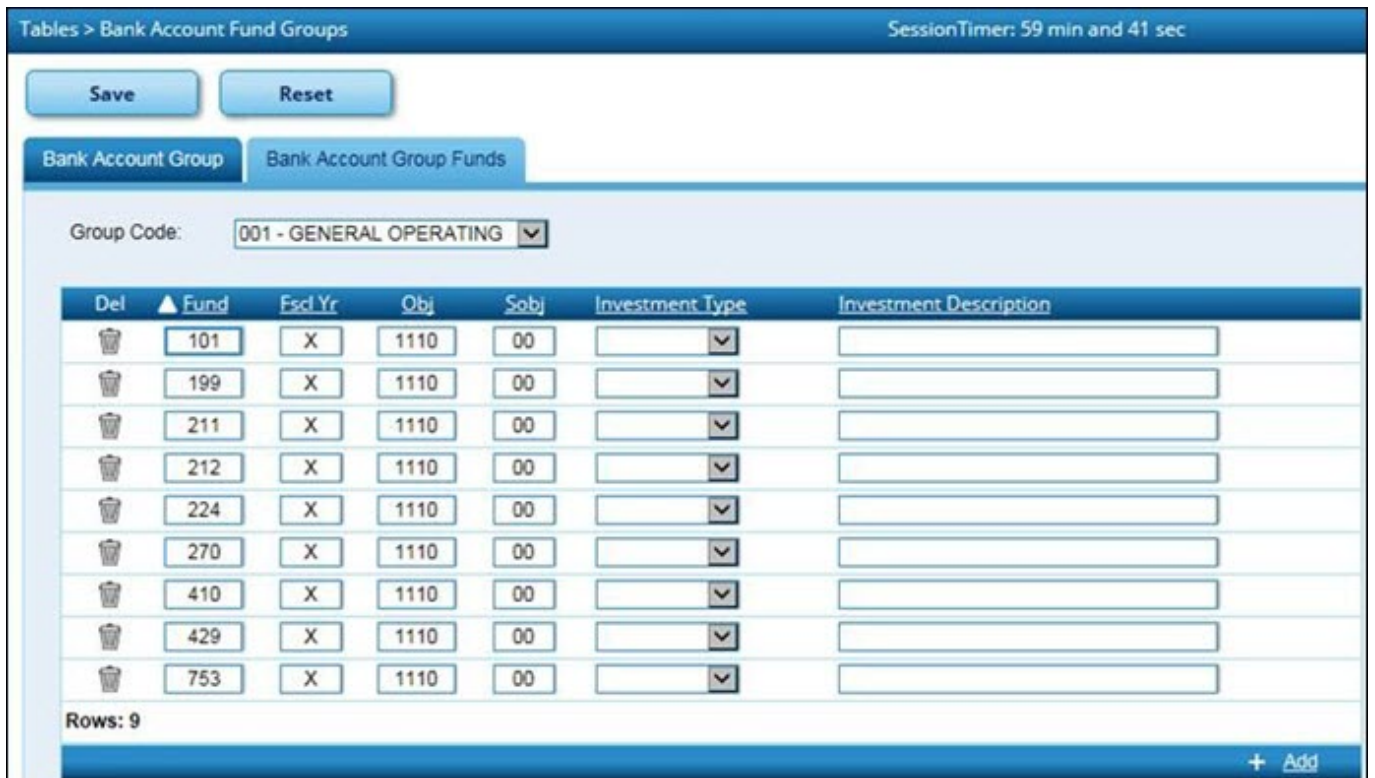 Tables > Bank Account Fund Groups SessionTimer: 59 min and 41 sec
Save Reset
Bank Account Group Bank Account Group Funds
Group Code: 001 - GENERAL OPERATING
Del Fund Fscl Yr Obj Sobj Investment Type Investment Description
101 X 1110 00
199 X 1110 00
211 X 1110 00
212 X 1110 00
224 X 1110 00
270 X 1110 00
410 X 1110 00
429 X 1110 00
753 X 1110 00
Rows: 9
+ Add